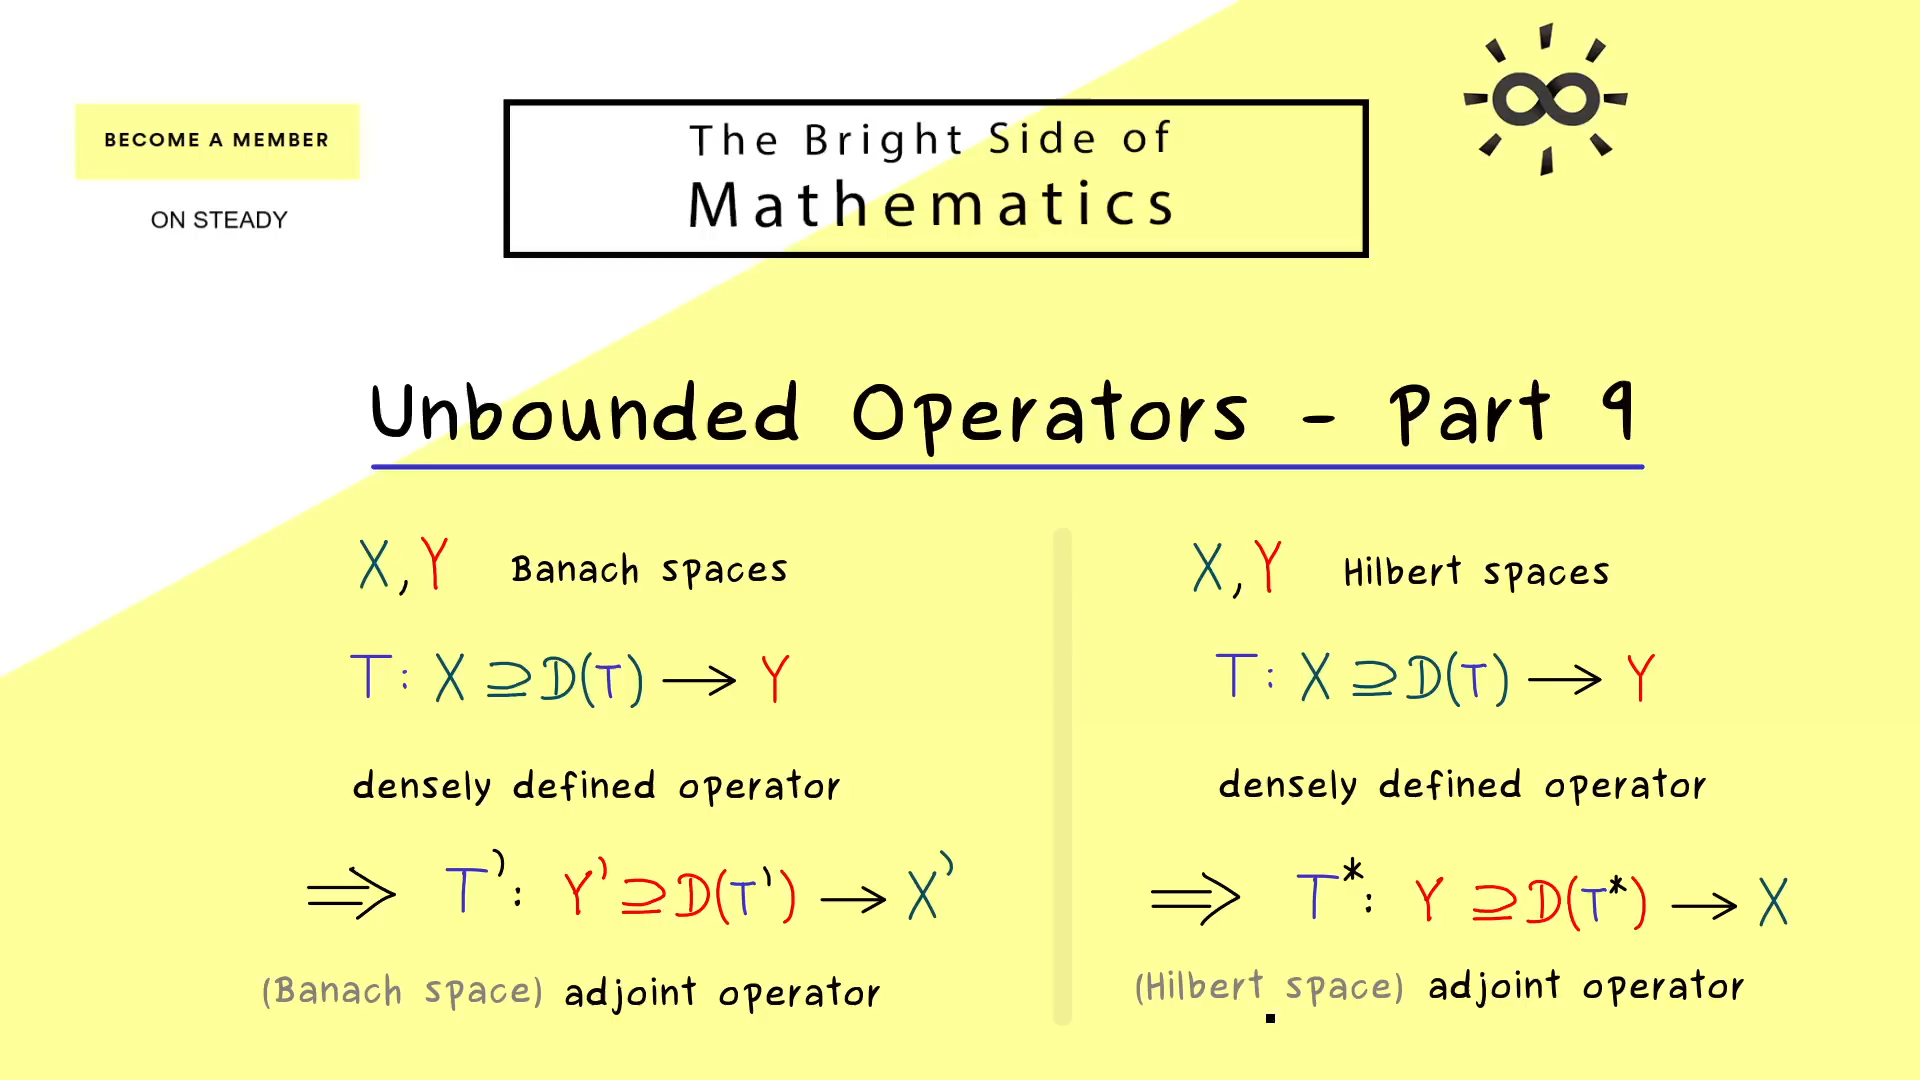 BECOME A MEMBER
ON STEADY
The Bright Side of
Mathematics
Unbounded Operators - Part 9
X, Y Banach spaces
T: X ⊇ D(T) → Y
densely defined operator
⇒ T': Y' ⊇ D(T') → X'
(Banach space) adjoint operator
X, Y Hilbert spaces
T: X ⊇ D(T) → Y
densely defined operator
⇒ T*: Y ⊇ D(T*) → X
(Hilbert space) adjoint operator